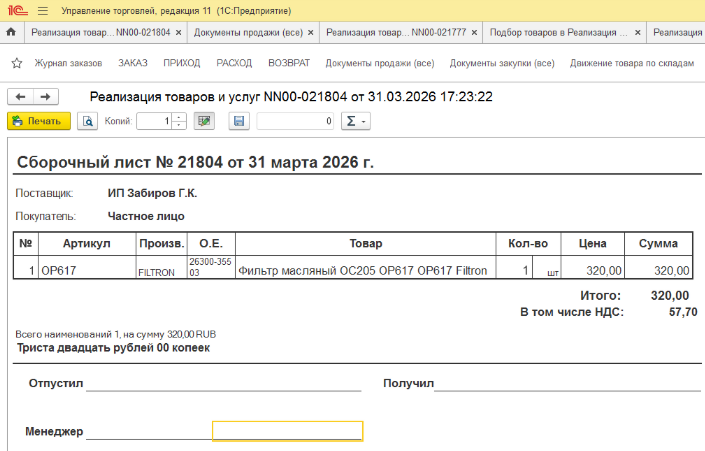 1С Управление торговлей, редакция 11 (1С:Предприятие)
Реализация товар... NN00-021804 × Документы продажи (все) × Реализация товар... NN00-021777 × Подбор товаров в Реализация ... × Реализация
Журнал заказов ЗАКАЗ ПРИХОД РАСХОД ВОЗВРАТ Документы продажи (все) Документы закупки (все) Движение товара по складам
Реализация товаров и услуг NN00-021804 от 31.03.2026 17:23:22
Печать Копий: 1 0 Σ
Сборочный лист № 21804 от 31 марта 2026 г.
Поставщик: ИП Забиров Г.К.
Покупатель: Частное лицо
№ Артикул Произв. О.Е. Товар Кол-во Цена Сумма
1 OP617 FILTRON 26300-355 03 Фильтр масляный OC205 OP617 OP617 Filtron 1 шт 320,00 320,00
Итого: 320,00
В том числе НДС: 57,70
Всего наименований 1, на сумму 320,00 RUB
Триста двадцать рублей 00 копеек
Отпустил Получил
Менеджер